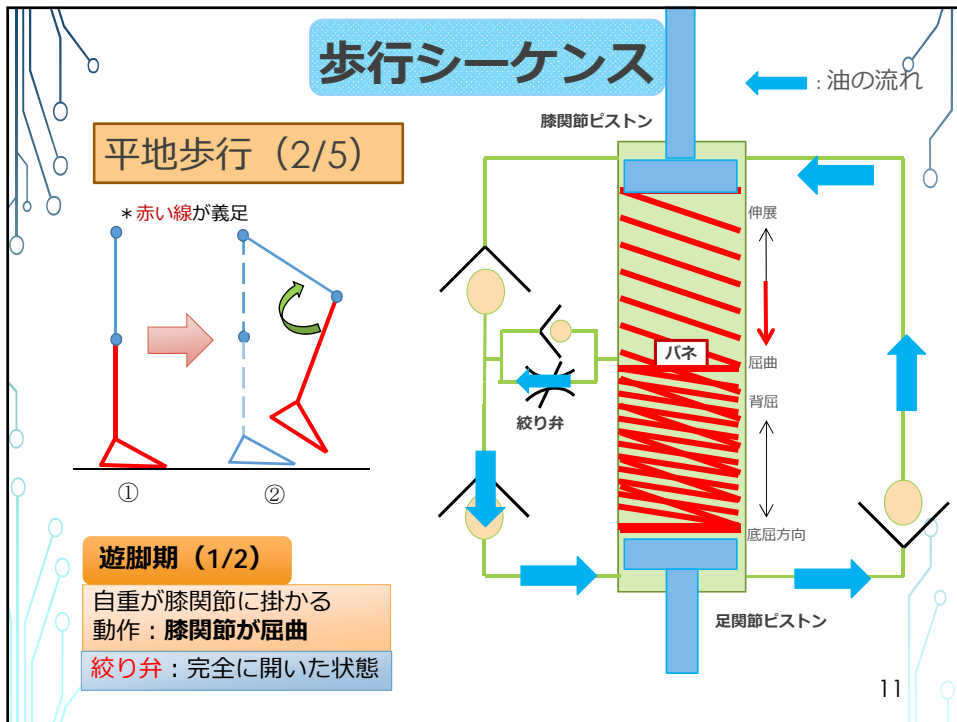 歩行シーケンス
：油の流れ
膝関節ピストン
平地歩行（2/5）
＊赤い線が義足
伸展
バネ
屈曲
背屈
絞り弁
底屈方向
①
②
足関節ピストン
遊脚期（1/2）
自重が膝関節に掛かる
動作：膝関節が屈曲
絞り弁：完全に開いた状態
11